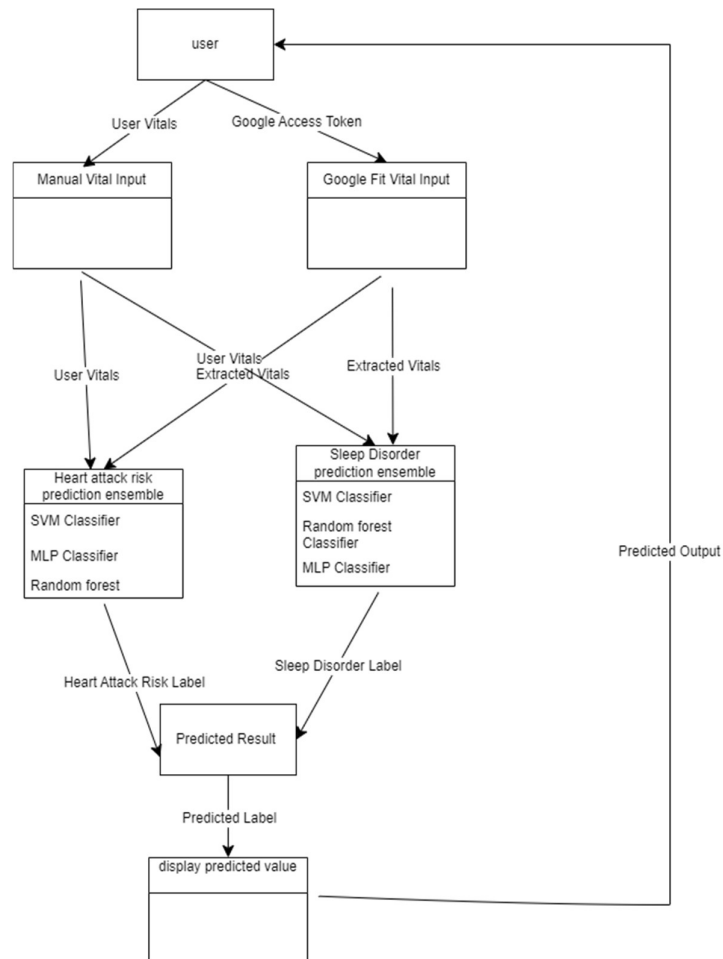 user
User Vitals
Google Access Token
Manual Vital Input
Google Fit Vital Input
User Vitals
User Vitals
Extracted Vitals
Extracted Vitals
Heart attack risk
prediction ensemble
SVM Classifier
MLP Classifier
Random forest
Sleep Disorder
prediction ensemble
SVM Classifier
Random forest
Classifier
MLP Classifier
Predicted Output
Heart Attack Risk Label
Sleep Disorder Label
Predicted Result
Predicted Label
display predicted value